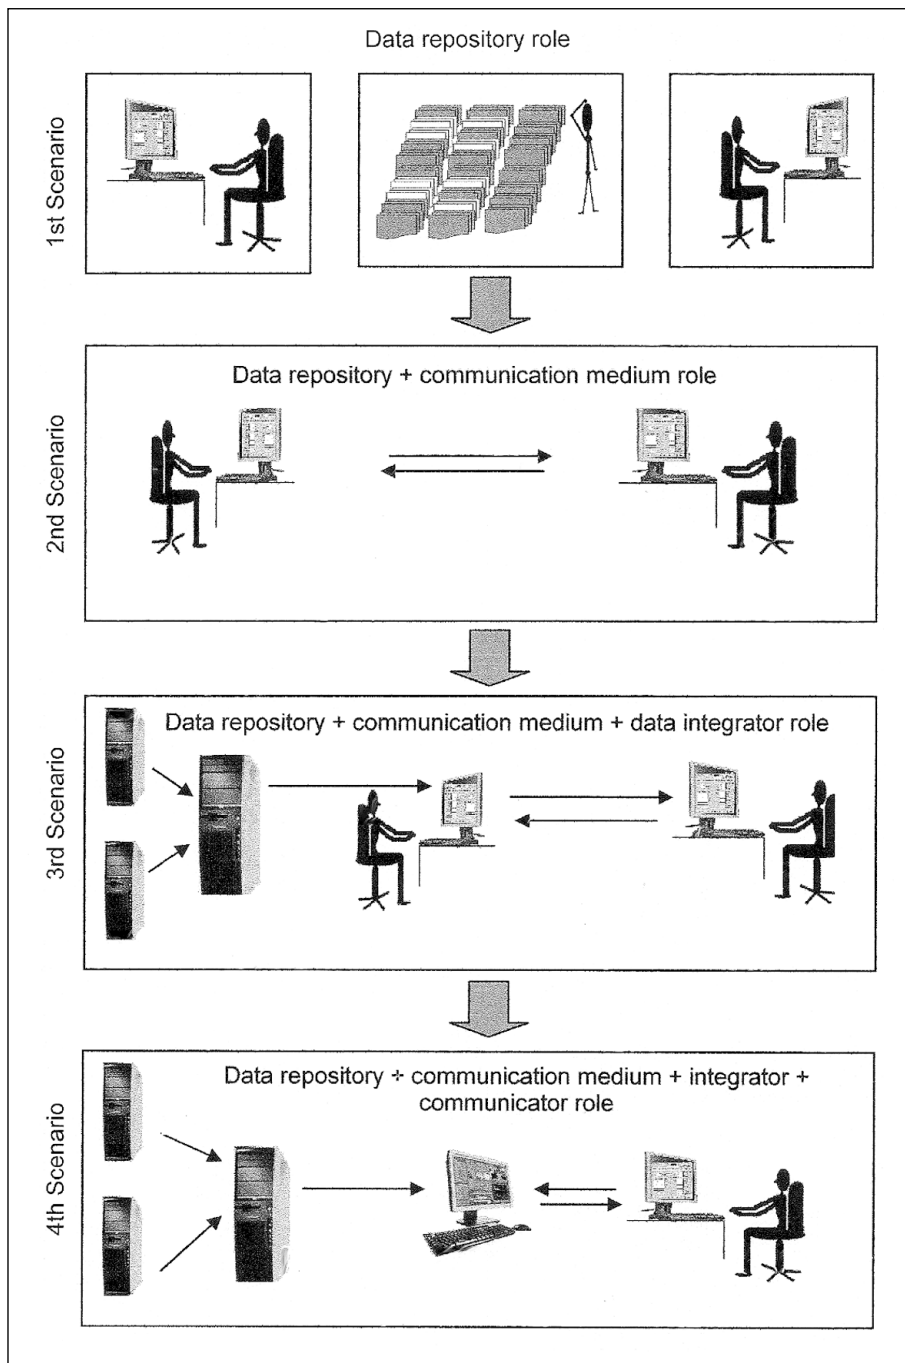 Data repository role
1st Scenario
Data repository + communication medium role
2nd Scenario
Data repository + communication medium + data integrator role
3rd Scenario
Data repository + communication medium + integrator +
communicator role
4th Scenario